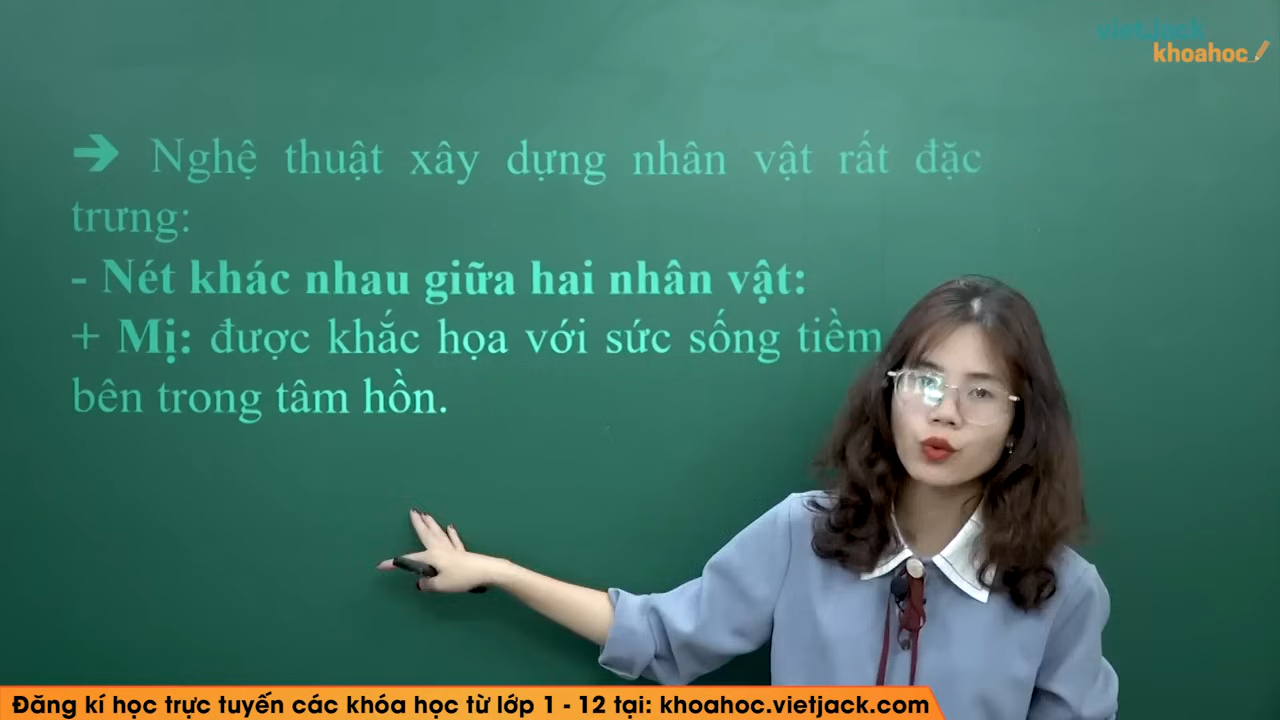 vietJack
khoahoc
➔ Nghệ thuật xây dựng nhân vật rất đặc
trưng:
- Nét khác nhau giữa hai nhân vật:
+ Mị: được khắc họa với sức sống tiềm
bên trong tâm hồn.
Đăng kí học trực tuyến các khóa học từ lớp 1 - 12 tại: khoahoc.vietjack.com